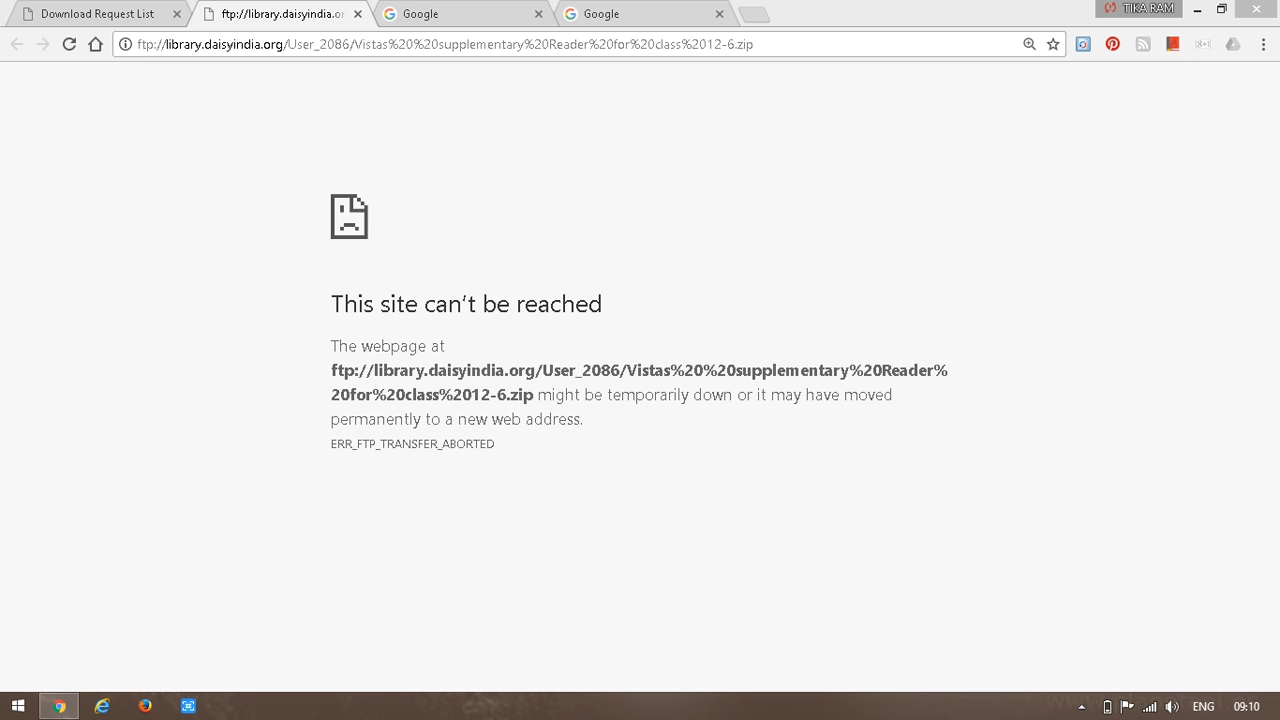 Download Request List
ftp://library.daisyindia.or
Google
Google
TIKA RAM
ftp://library.daisyindia.org/User_2086/Vistas%20%20supplementary%20Reader%20for%20class%2012-6.zip
This site can't be reached
The webpage at
ftp://library.daisyindia.org/User_2086/Vistas%20%20supplementary%20Reader%
20for%20class%2012-6.zip might be temporarily down or it may have moved
permanently to a new web address.
ERR_FTP_TRANSFER_ABORTED
ENG
09:10